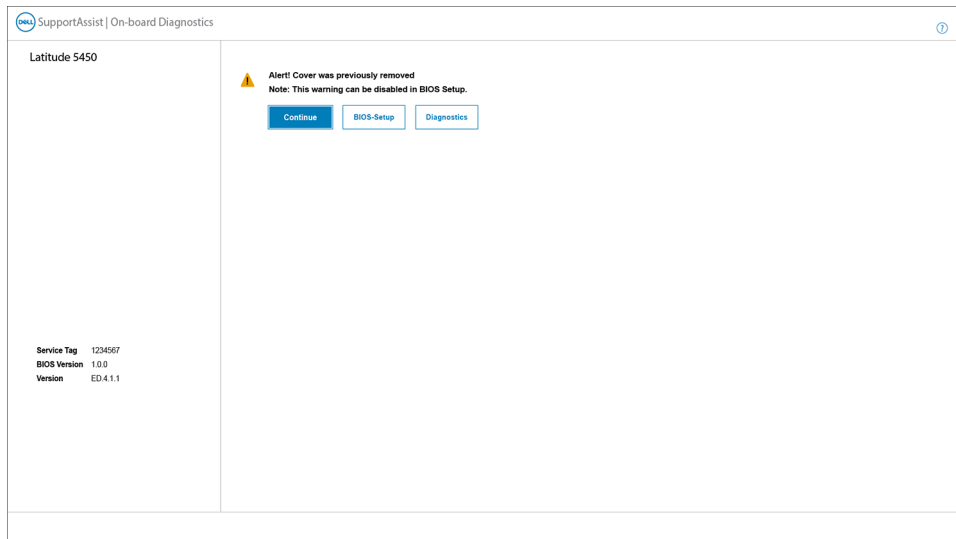 DELL SupportAssist | On-board Diagnostics
?
Latitude 5450
Alert! Cover was previously removed
Note: This warning can be disabled in BIOS Setup.
Continue BIOS-Setup Diagnostics
Service Tag 1234567
BIOS Version 1.0.0
Version ED.4.1.1